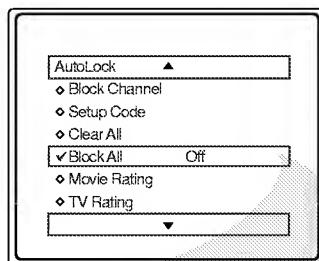 AutoLock ▲
◆ Block Channel
◆ Setup Code
◆ Clear All
✔ Block All Off
◆ Movie Rating
◆ TV Rating
▼